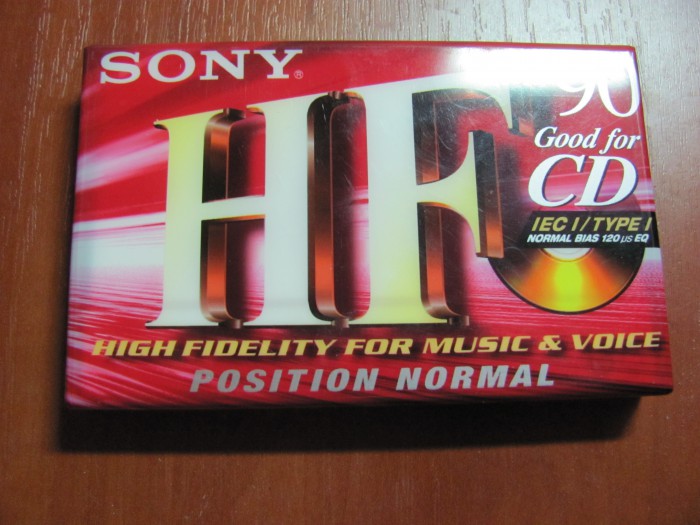 SONY®
HF
90
Good for
CD
IEC I / TYPE I
NORMAL BIAS 120 µs EQ
HIGH FIDELITY FOR MUSIC & VOICE
POSITION NORMAL